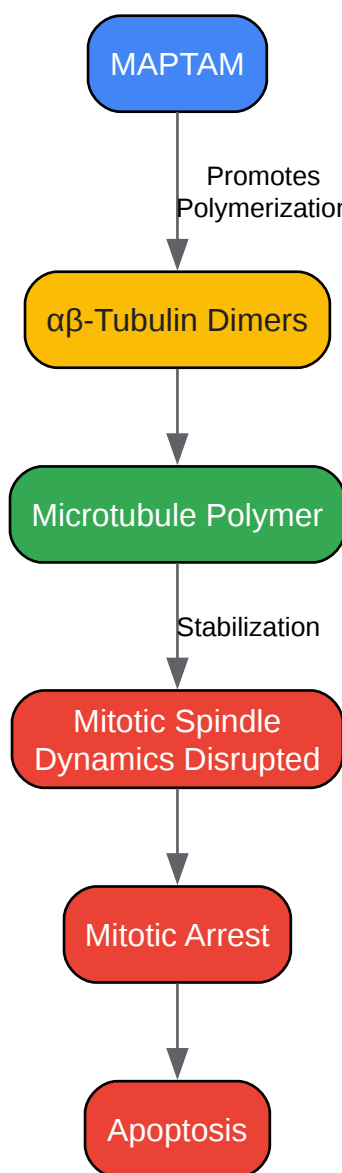 MAPTAM
Promotes
Polymerization
αβ-Tubulin Dimers
Microtubule Polymer
Stabilization
Mitotic Spindle
Dynamics Disrupted
Mitotic Arrest
Apoptosis